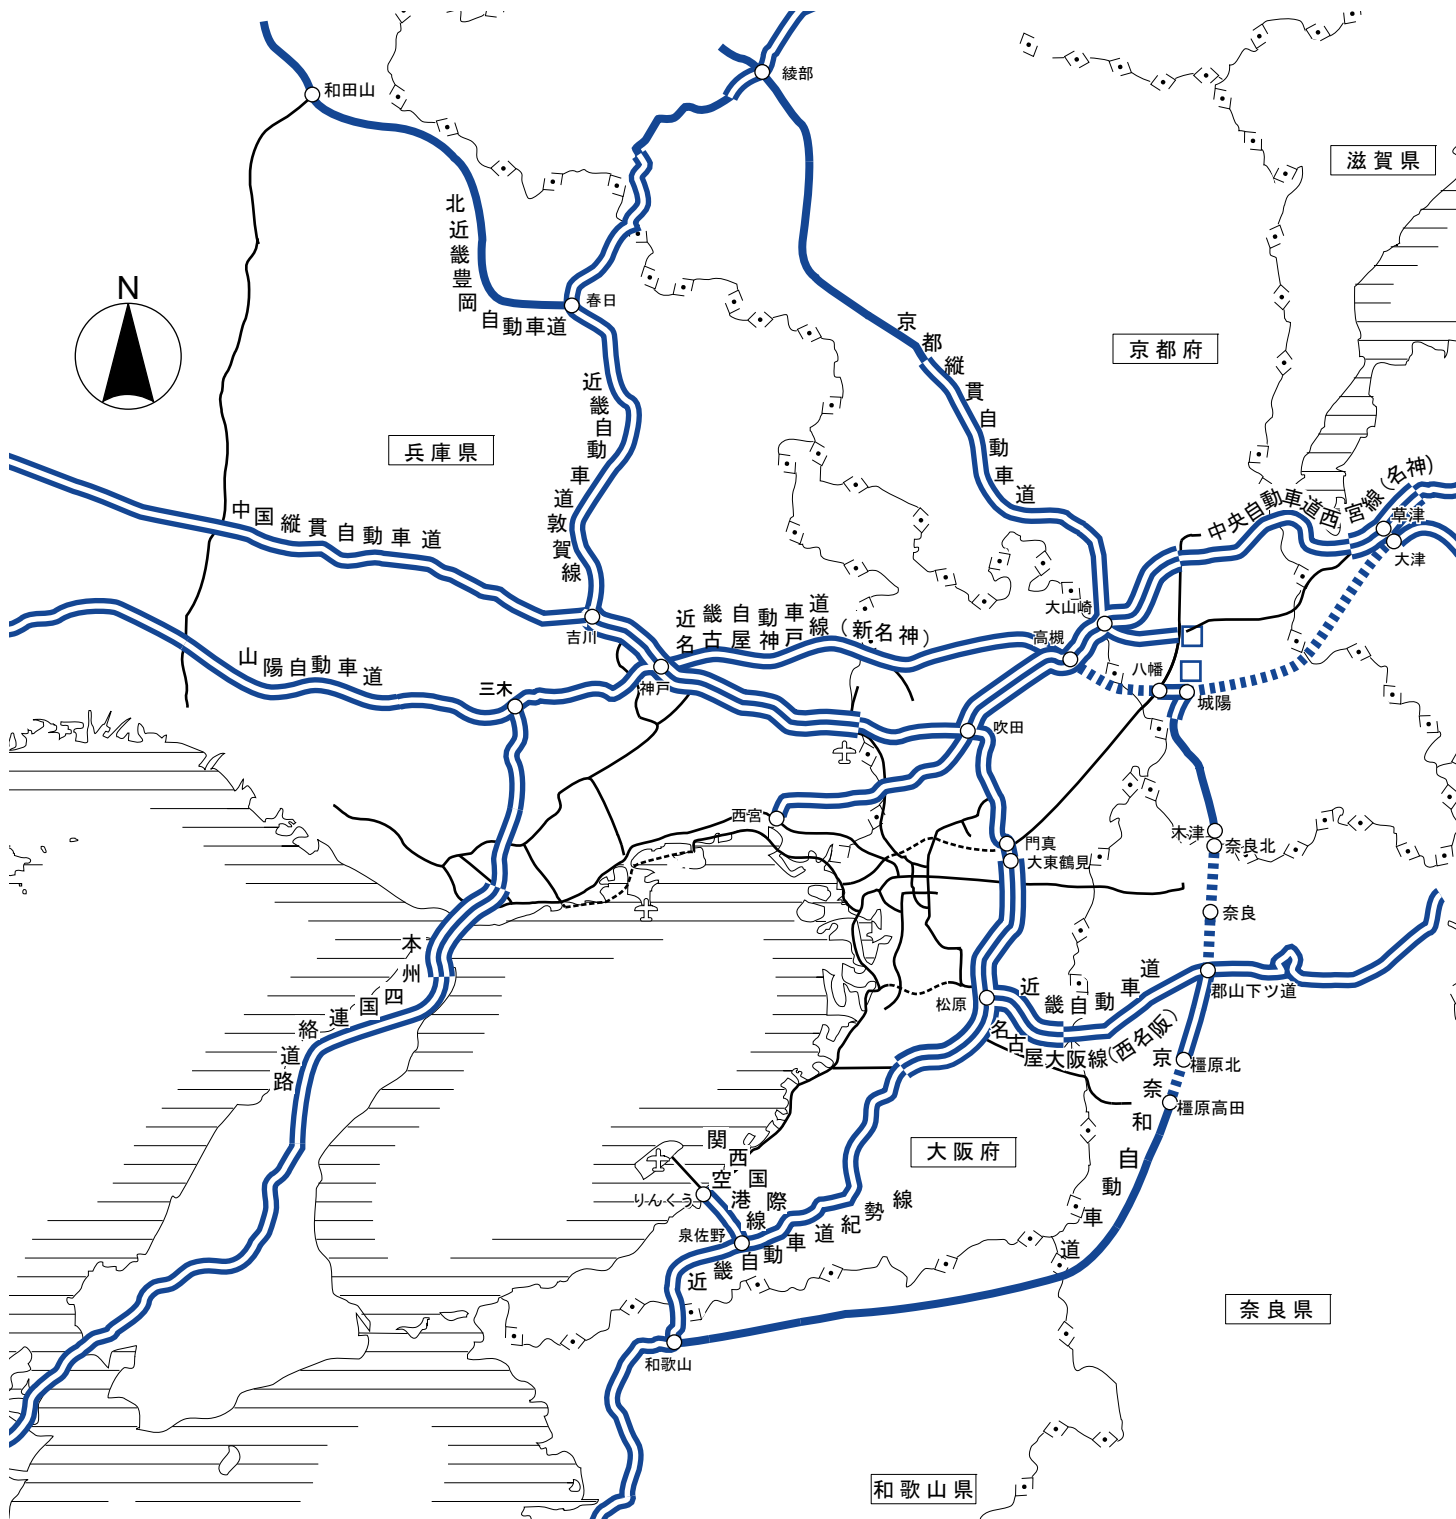 和田山
綾部
滋賀県
北近畿豊岡自動車道
N
春日
京都府
京都縦貫自動車道
近畿自動車道敦賀線
兵庫県
中央自動車道西宮線(名神)
草津
大津
中国縦貫自動車道
吉川
近畿自動車道
名古屋神戸線(新名神)
大山崎
高槻
八幡
城陽
山陽自動車道
三木
神戸
吹田
西宮
門真
大東鶴見
木津
奈良北
奈良
本州四国連絡道路
松原
近畿自動車道
名古屋大阪線(西名阪)
郡山下ツ道
橿原北
橿原高田
京奈和自動車道
大阪府
関西国際
空港線
りんくう
泉佐野
近畿自動車道紀勢線
奈良県
和歌山
和歌山県